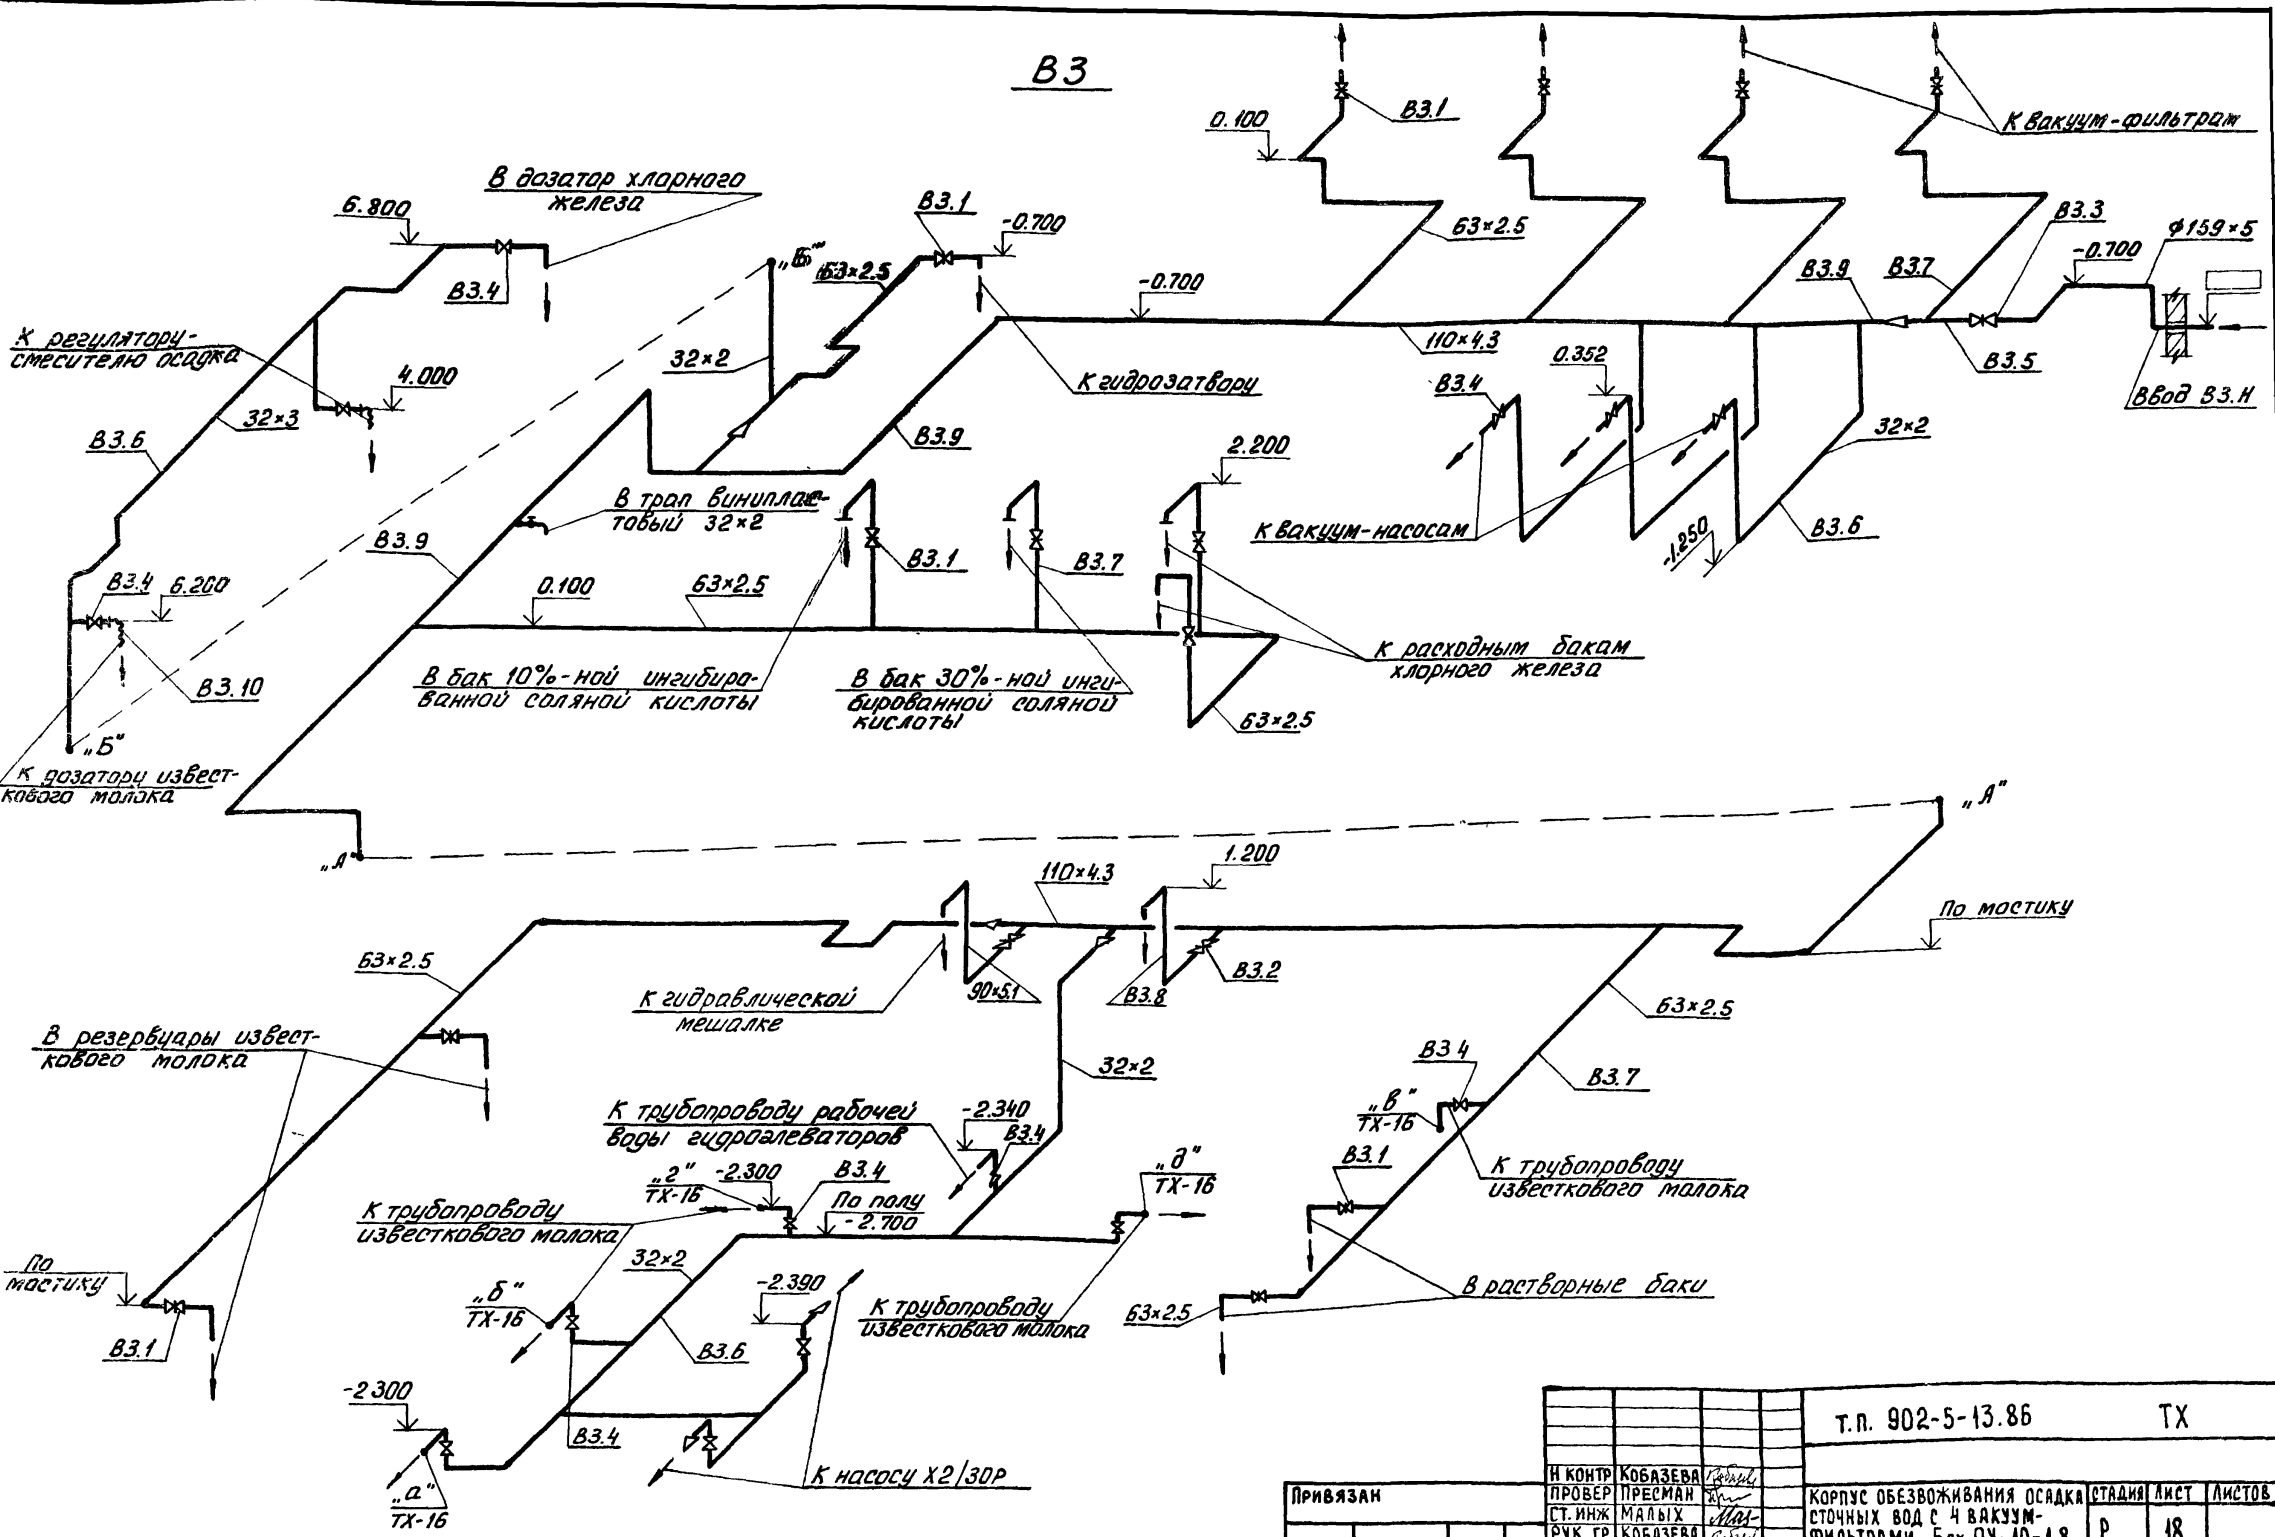 В3
В дозатор хлорного
железа
6.800
В3.4
К регулятору-
смесителю осадка
4.000
32×3
В3.6
В3.4
6.200
В3.10
„Б"
К дозатору извест-
кового молока
„Б"
63×2.5
В3.1
-0.700
32×2
К гидрозатвору
В3.9
-0.700
0.100
В3.1
К вакуум-фильтрам
63×2.5
110×4.3
В3.9
В3.7
В3.3
-0.700
ф159×5
В3.5
Ввод В3.Н
0.352
В3.4
32×2
К вакуум-насосам
-1.250
В3.6
В трап винипlас-
товый 32×2
В3.9
0.100
63×2.5
В3.1
В3.7
2.200
В бак 10%-ной ингибиро-
ванной соляной кислоты
В бак 30%-ной инги-
бированной соляной
кислоты
63×2.5
К расходным бакам
хлорного железа
„А"
„А"
По мостику
63×2.5
110×4.3
1.200
90×5.1
В3.8
В3.2
К гидравлической
мешалке
В резервуары извест-
кового молока
63×2.5
В3.7
32×2
В3 4
„в"
ТХ-16
К трубопроводу
известкового молока
В3.1
В растворные баки
63×2.5
К трубопроводу рабочей
воды гидроэлеваторов
-2.340
В3.4
„г"
ТХ-16
-2.300
В3.4
По полу
-2.700
„д"
ТХ-16
К трубопроводу
известкового молока
32×2
-2.390
К трубопроводу
известкового молока
„б"
ТХ-16
В3.6
По
мостику
В3.1
-2 300
В3.4
К насосу Х2/30Р
„а"
ТХ-16
Т.П. 902-5-13.86 ТХ
Привязан
Н КОНТР КОБАЗЕВА
ПРОВЕР ПРЕСМАН
СТ. ИНЖ МАЛЫХ
РУК ГР КОБАЗЕВА
КОРПУС ОБЕЗВОЖИВАНИЯ ОСАДКА
СТОЧНЫХ ВОД С 4 ВАКУУМ-
СТАДИЯ ЛИСТ ЛИСТОВ
Р 18